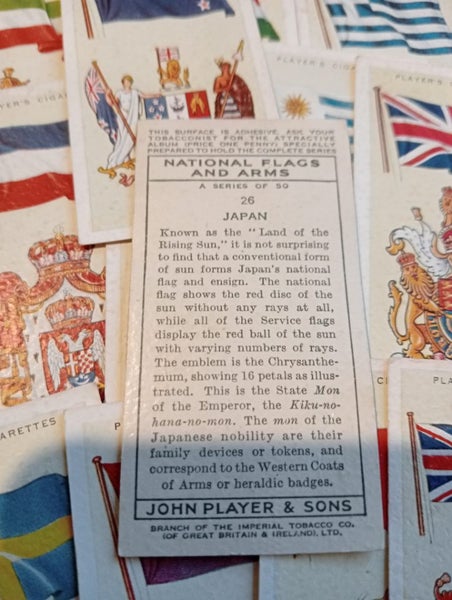 PLAYER'S CIGA
PLAYER'S CIGA
PLAYER'S
THIS SURFACE IS ADHESIVE. ASK YOUR
TOBACCONIST FOR THE ATTRACTIVE
ALBUM (PRICE ONE PENNY) SPECIALLY
PREPARED TO HOLD THE COMPLETE SERIES
NATIONAL FLAGS
AND ARMS
A SERIES OF 50
26
JAPAN
Known as the "Land of the
Rising Sun," it is not surprising
to find that a conventional form
of sun forms Japan's national
flag and ensign. The national
flag shows the red disc of the
sun without any rays at all,
while all of the Service flags
display the red ball of the sun
with varying numbers of rays.
The emblem is the Chrysanthe-
mum, showing 16 petals as illus-
trated. This is the State Mon
of the Emperor, the Kiku-no-
hana-no-mon. The mon of the
Japanese nobility are their
family devices or tokens, and
correspond to the Western Coats
of Arms or heraldic badges.
JOHN PLAYER & SONS
BRANCH OF THE IMPERIAL TOBACCO CO.
(OF GREAT BRITAIN & IRELAND), LTD.
ARETTES
PLAYER'S